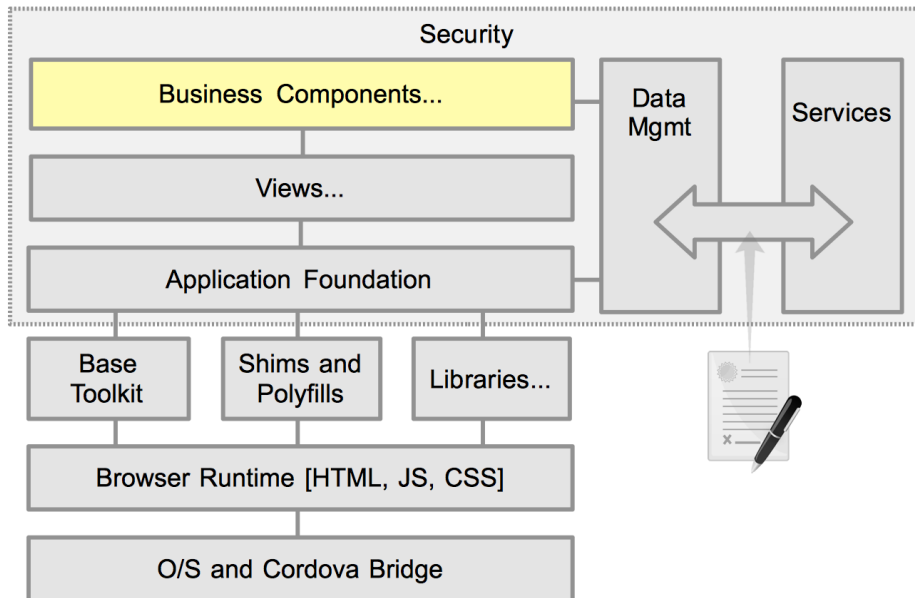 Security
Business Components...
Data
Mgmt
Services
Views...
Application Foundation
Base
Toolkit
Shims and
Polyfills
Libraries...
X
Browser Runtime [HTML, JS, CSS]
O/S and Cordova Bridge